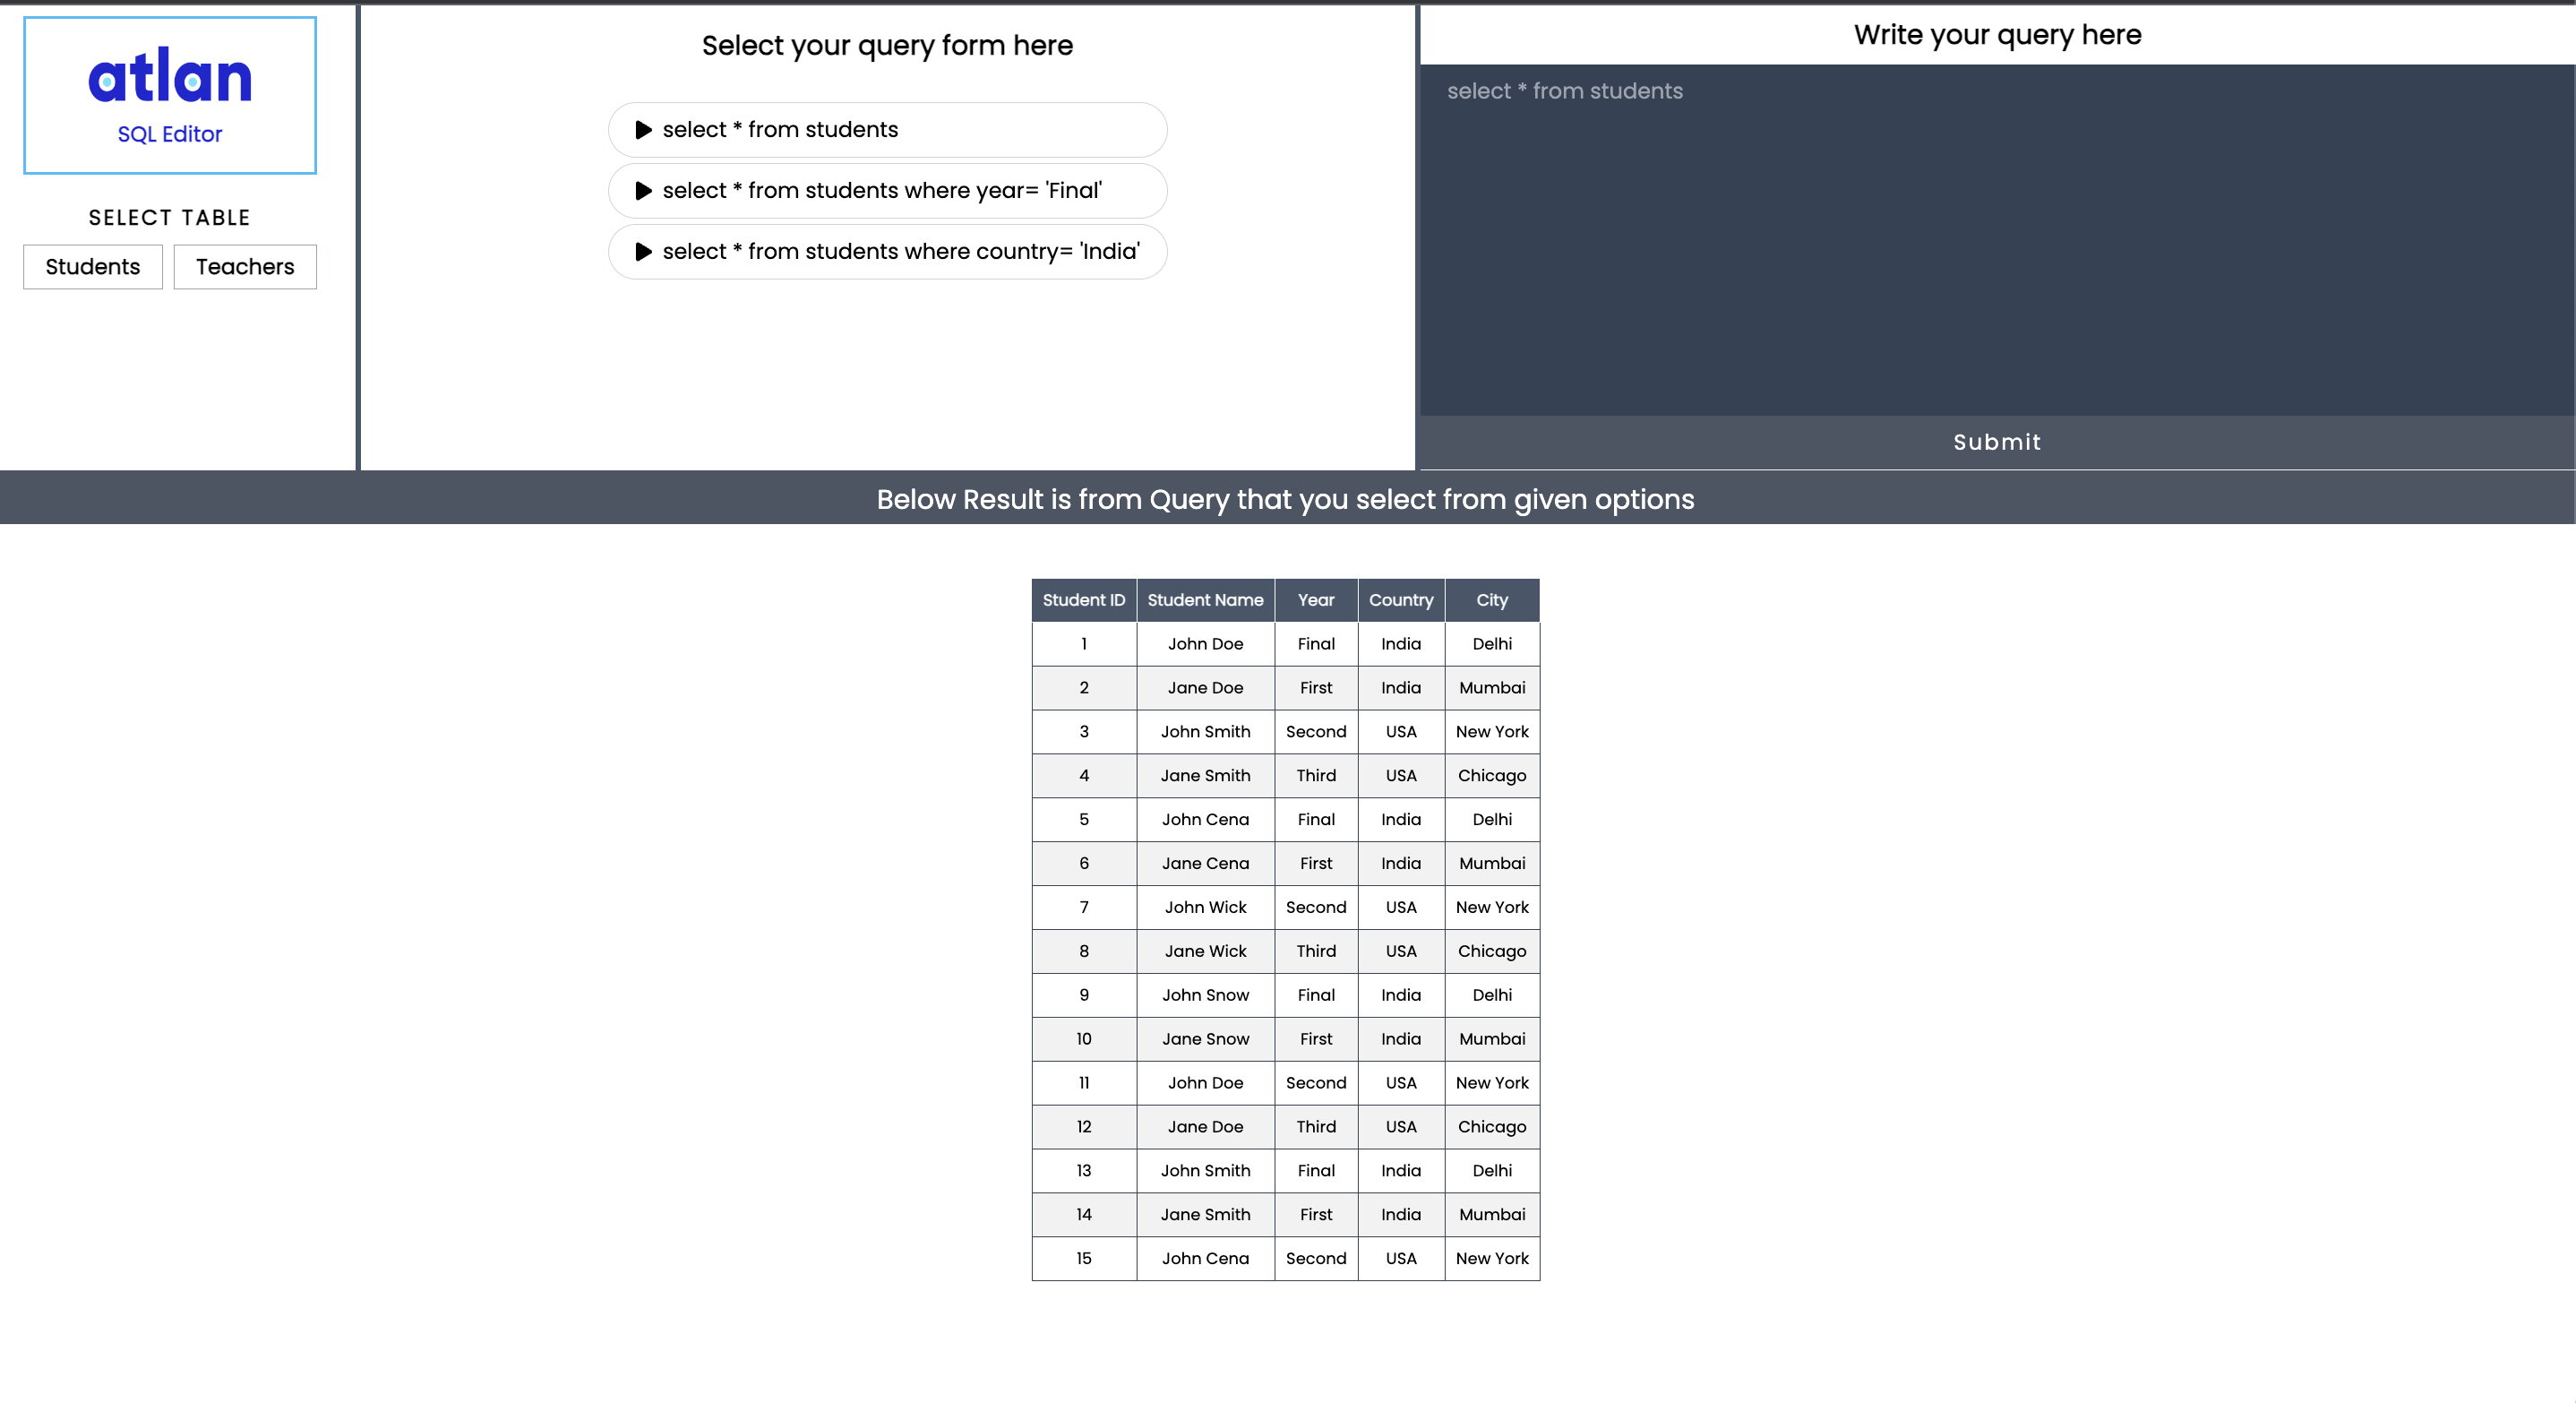 atlan
SQL Editor
SELECT TABLE
Students Teachers
Select your query form here
select * from students
select * from students where year= 'Final'
select * from students where country= 'India'
Write your query here
select * from students
Submit
Below Result is from Query that you select from given options
Student ID Student Name Year Country City
1 John Doe Final India Delhi
2 Jane Doe First India Mumbai
3 John Smith Second USA New York
4 Jane Smith Third USA Chicago
5 John Cena Final India Delhi
6 Jane Cena First India Mumbai
7 John Wick Second USA New York
8 Jane Wick Third USA Chicago
9 John Snow Final India Delhi
10 Jane Snow First India Mumbai
11 John Doe Second USA New York
12 Jane Doe Third USA Chicago
13 John Smith Final India Delhi
14 Jane Smith First India Mumbai
15 John Cena Second USA New York